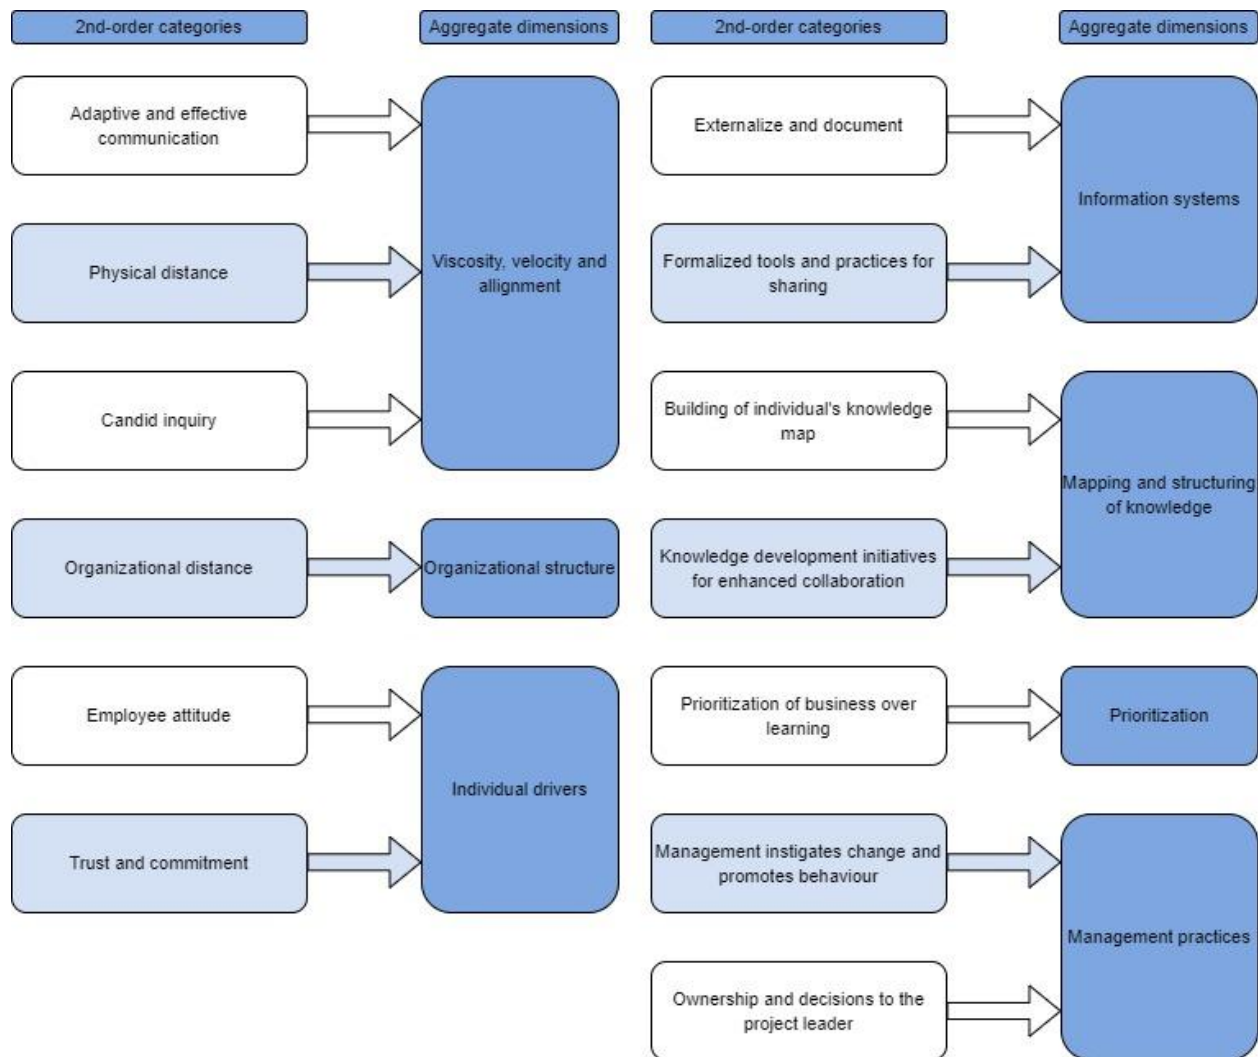 2nd-order categories
Aggregate dimensions
Adaptive and effective
communication
Physical distance
Candid inquiry
Viscosity, velocity and
allignment
Organizational distance
Organizational structure
Employee attitude
Trust and commitment
Individual drivers
2nd-order categories
Aggregate dimensions
Externalize and document
Formalized tools and practices for
sharing
Information systems
Building of individual's knowledge
map
Knowledge development initiatives
for enhanced collaboration
Mapping and structuring
of knowledge
Prioritization of business over
learning
Prioritization
Management instigates change and
promotes behaviour
Ownership and decisions to the
project leader
Management practices